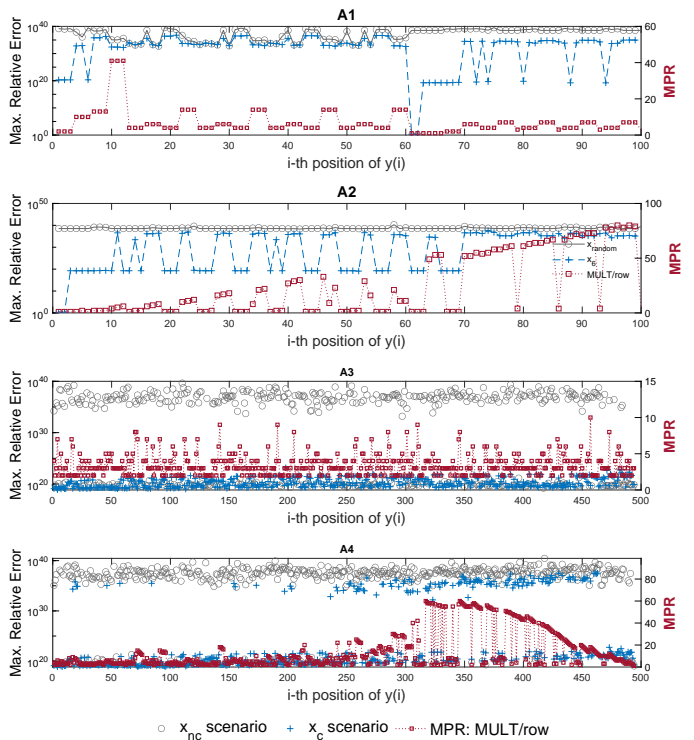 A1
Max. Relative Error
10^40
10^20
10^0
60
40
20
0
MPR
0 10 20 30 40 50 60 70 80 90 100
i-th position of y(i)
A2
Max. Relative Error
10^50
10^0
100
50
0
MPR
x_random
x_6
MULT/row
0 10 20 30 40 50 60 70 80 90 100
i-th position of y(i)
A3
Max. Relative Error
10^40
10^30
10^20
15
10
5
0
MPR
0 50 100 150 200 250 300 350 400 450 500
i-th position of y(i)
A4
Max. Relative Error
10^40
10^30
10^20
80
60
40
20
0
MPR
0 50 100 150 200 250 300 350 400 450 500
i-th position of y(i)
x_nc scenario x_c scenario MPR: MULT/row